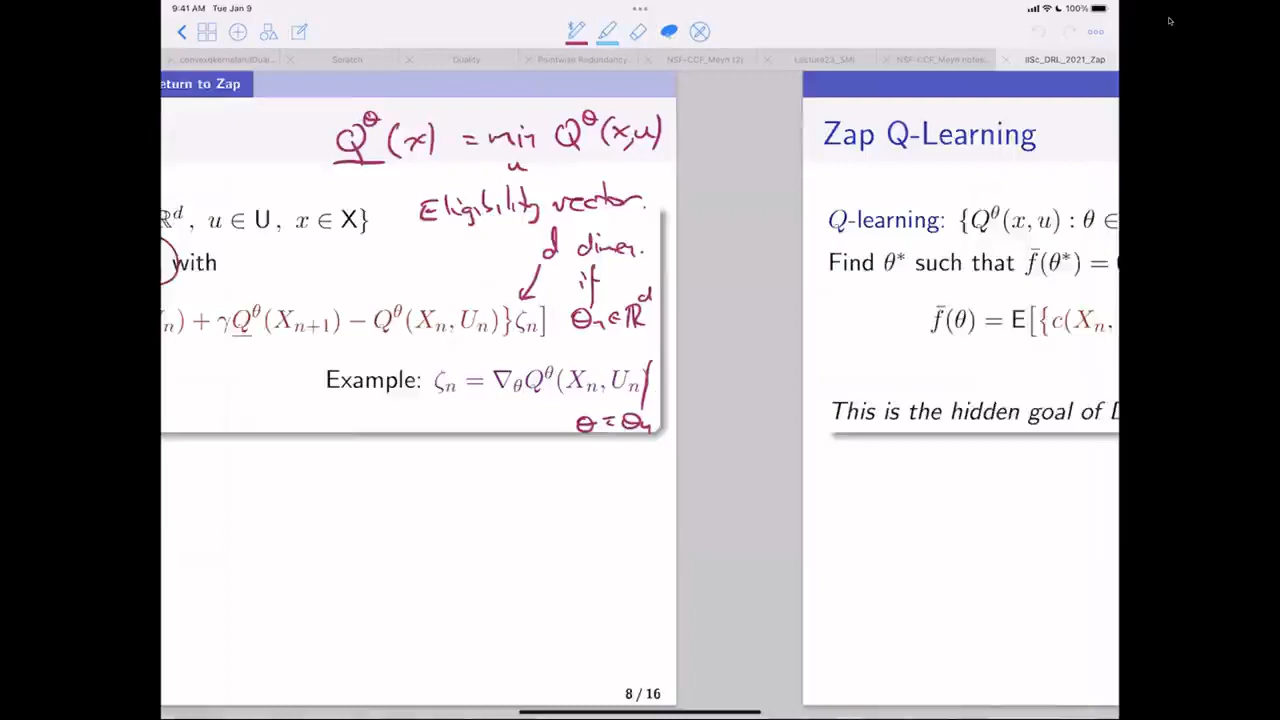 9:41 AM Tue Jan 9
100%
Scratch
Duality
Pointwise Redundancy...
NSF-CCF_Meyn (2)
Lecture23_SMI
NSF-CCF_Meyn notes...
IISc_DRL_2021_Zap
eturn to Zap
Q^θ(x) = min_u Q^θ(x,u)
Eligibility vector.
ℝ^d, u ∈ U, x ∈ X}
d dimen.
with
if
θ_n ∈ ℝ^d
_n) + γQ^θ(X_{n+1}) − Q^θ(X_n, U_n)}ζ_n]
Example: ζ_n = ∇_θQ^θ(X_n, U_n)
θ = θ_n
8 / 16
Zap Q-Learning
Q-learning: {Q^θ(x, u) : θ ∈
Find θ* such that f̄(θ*) =
f̄(θ) = E[{c(X_n,
This is the hidden goal of